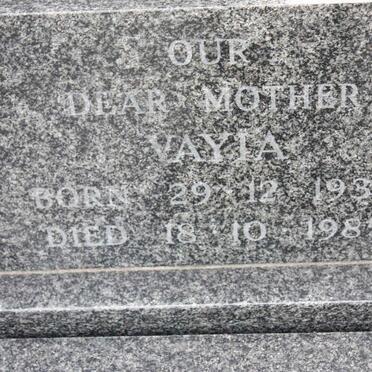 OUR
DEAR MOTHER
VAYIA
BORN 29 · 12 · 193
DIED 18 · 10 · 198